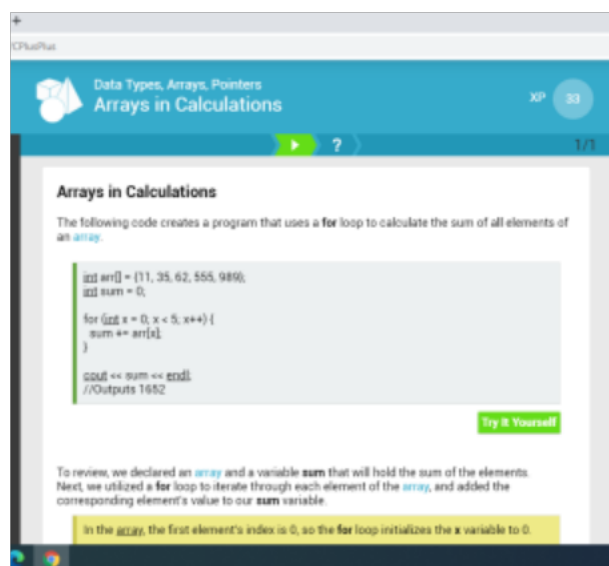 CPlusPlus
Data Types, Arrays, Pointers
Arrays in Calculations
XP 33
?
1/1
Arrays in Calculations
The following code creates a program that uses a for loop to calculate the sum of all elements of
an array.
int arr[] = {11, 35, 62, 555, 989};
int sum = 0;
for (int x = 0; x < 5; x++) {
sum += arr[x];
}
cout << sum << endl;
//Outputs 1652
Try It Yourself
To review, we declared an array and a variable sum that will hold the sum of the elements.
Next, we utilized a for loop to iterate through each element of the array, and added the
corresponding element's value to our sum variable.
In the array, the first element's index is 0, so the for loop initializes the x variable to 0.